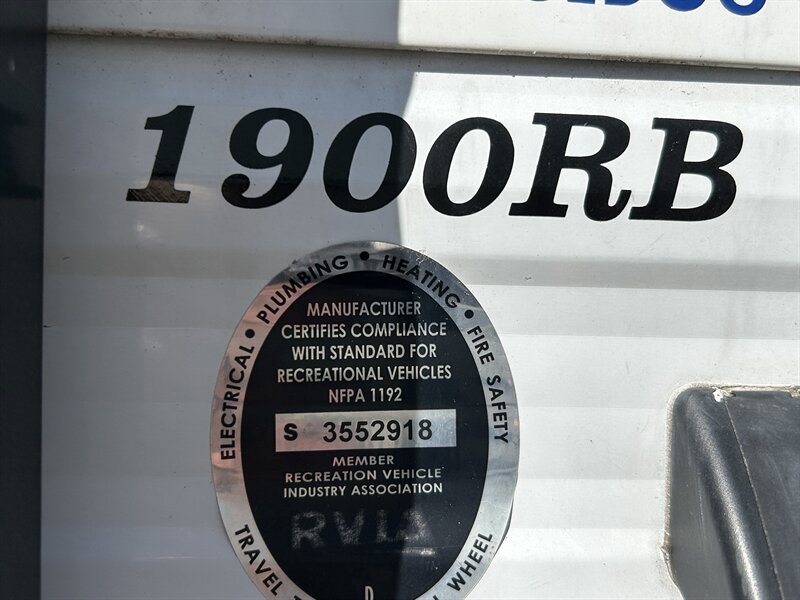 1900RB
ELECTRICAL • PLUMBING • HEATING • FIRE SAFETY
MANUFACTURER
CERTIFIES COMPLIANCE
WITH STANDARD FOR
RECREATIONAL VEHICLES
NFPA 1192
S 3552918
MEMBER
RECREATION VEHICLE
INDUSTRY ASSOCIATION
RVIA
TRAVEL
WHEEL
D